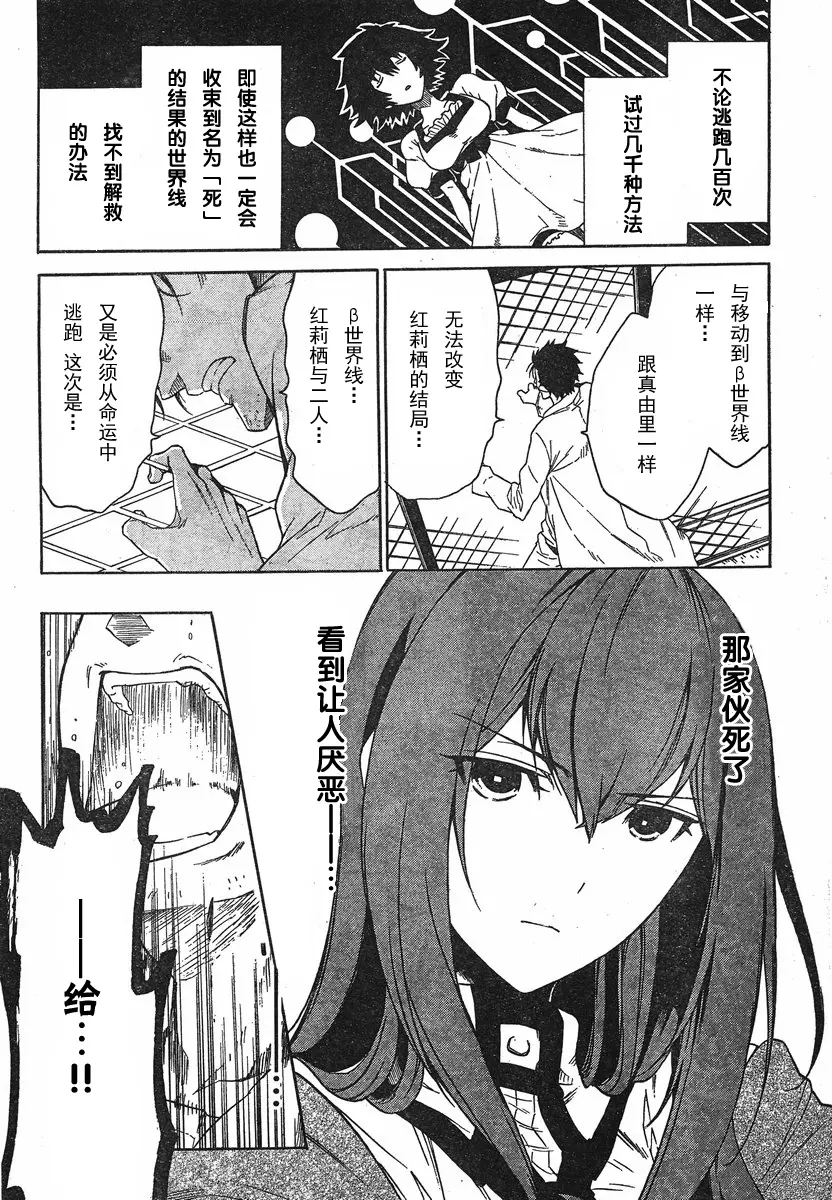 不论逃跑几百次
试过几千种方法
即使这样也一定会
收束到名为「死」
的结果的世界线
找不到解救
的办法
与移动到β世界线
一样…
跟真由里一样
无法改变
红莉栖的结局…
β世界线…
红莉栖与二人…
又是必须从命运中
逃跑 这次是…
那家伙死了
看到让人厌恶——…
……
——给…!!
C